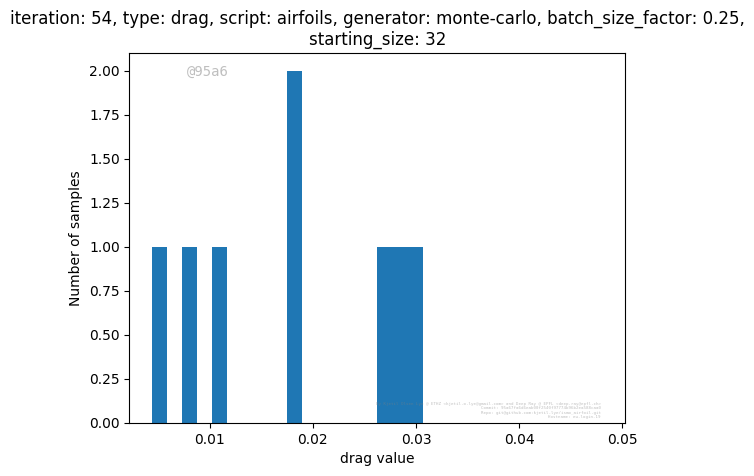 iteration: 54, type: drag, script: airfoils, generator: monte-carlo, batch_size_factor: 0.25,
starting_size: 32
@95a6
2.00
1.75
1.50
1.25
1.00
0.75
0.50
0.25
0.00
Number of samples
0.01
0.02
0.03
0.04
0.05
drag value